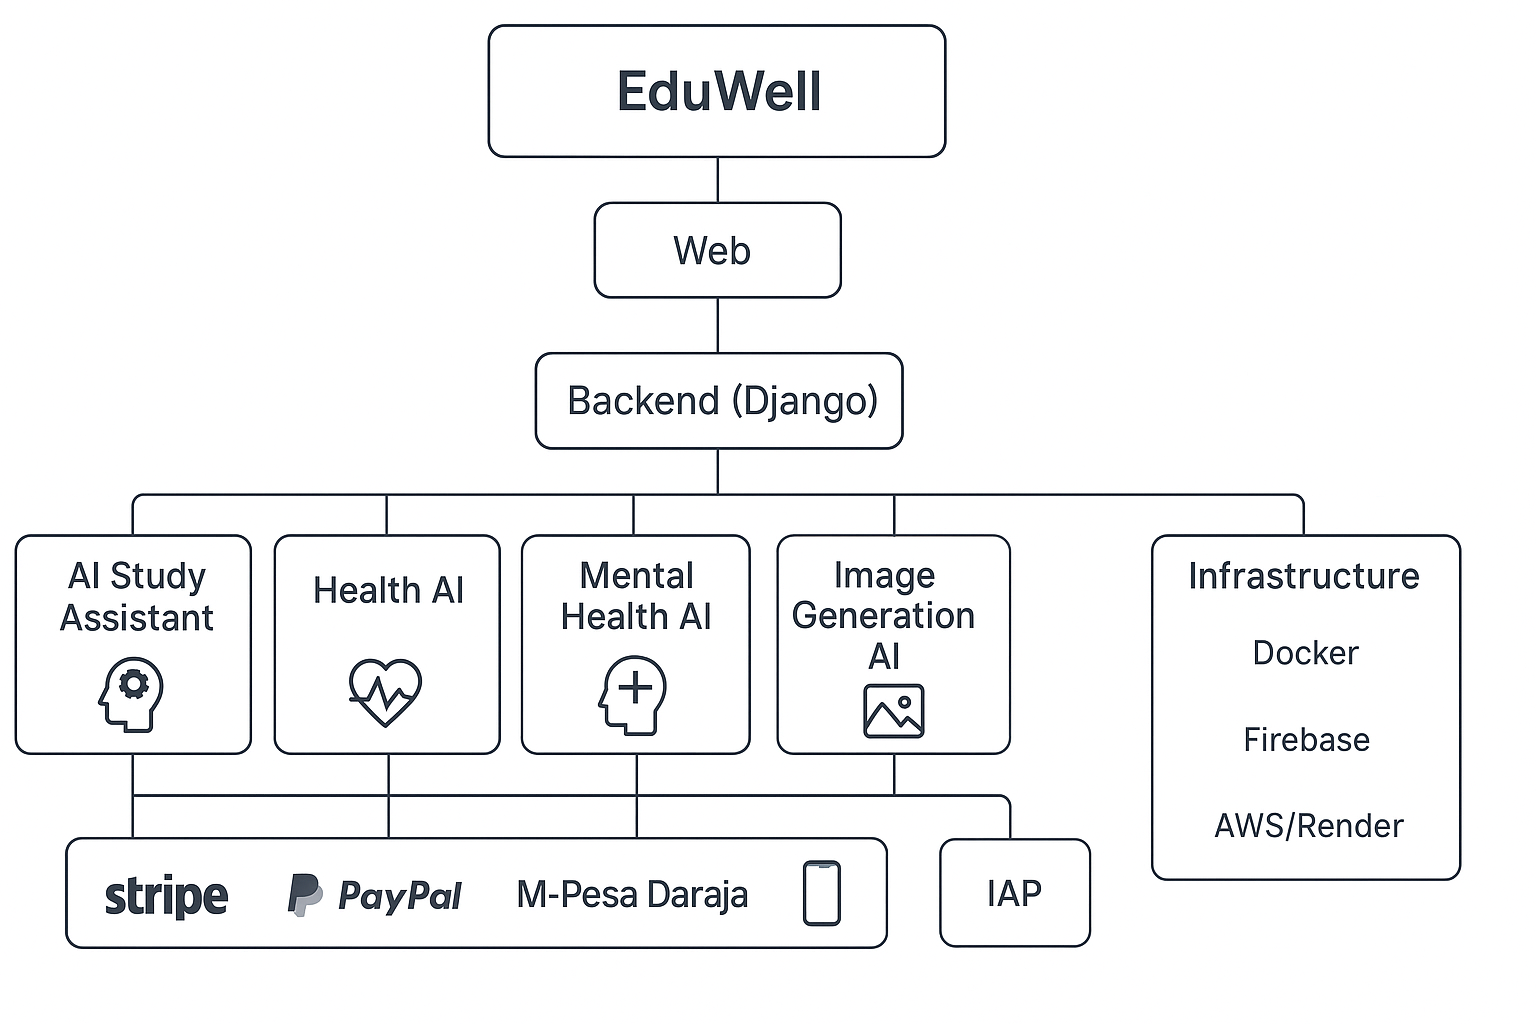 EduWell
Web
Backend (Django)
AI Study
Assistant
Health AI
Mental
Health AI
Image
Generation
AI
Infrastructure
Docker
Firebase
AWS/Render
stripe
PayPal
M-Pesa Daraja
IAP